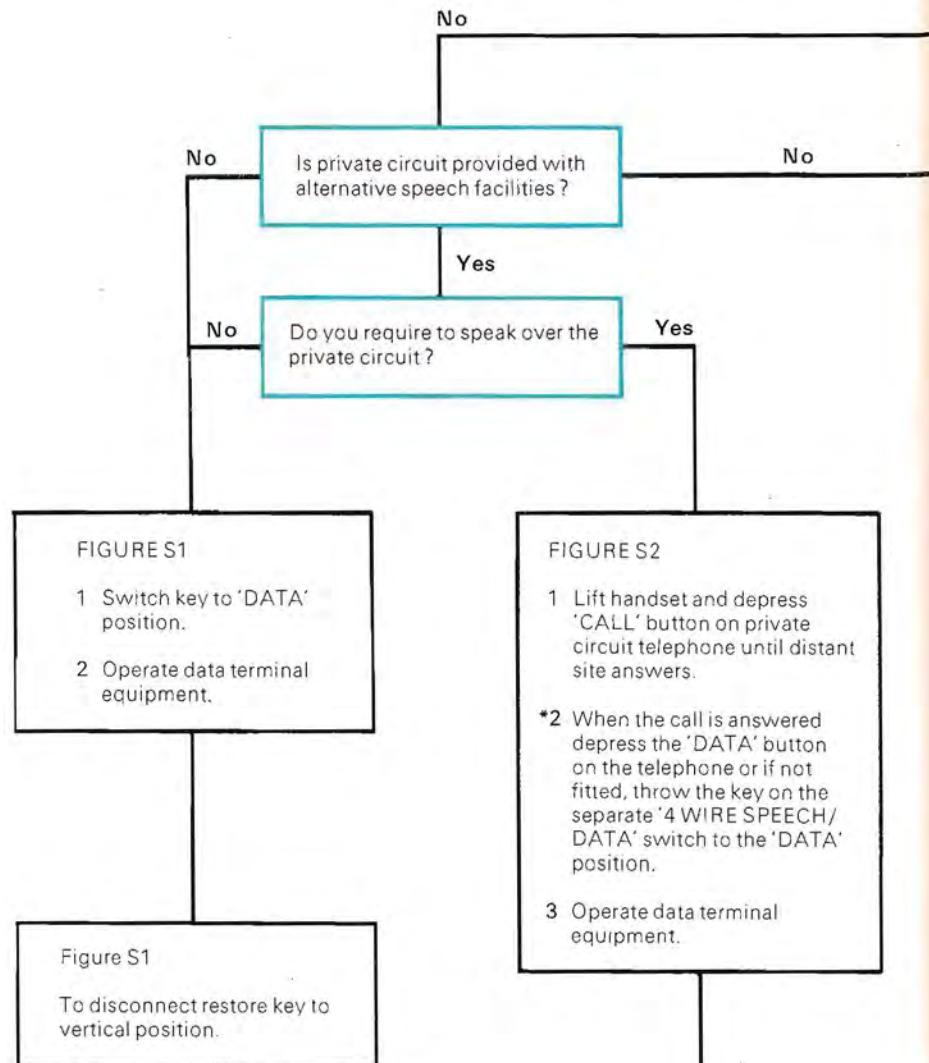 No
No
Is private circuit provided with
alternative speech facilities ?
No
Yes
No
Do you require to speak over the
private circuit ?
Yes
FIGURE S1
1 Switch key to 'DATA'
position.
2 Operate data terminal
equipment.
FIGURE S2
1 Lift handset and depress
'CALL' button on private
circuit telephone until distant
site answers.
*2 When the call is answered
depress the 'DATA' button
on the telephone or if not
fitted, throw the key on the
separate '4 WIRE SPEECH/
DATA' switch to the 'DATA'
position.
3 Operate data terminal
equipment.
Figure S1
To disconnect restore key to
vertical position.